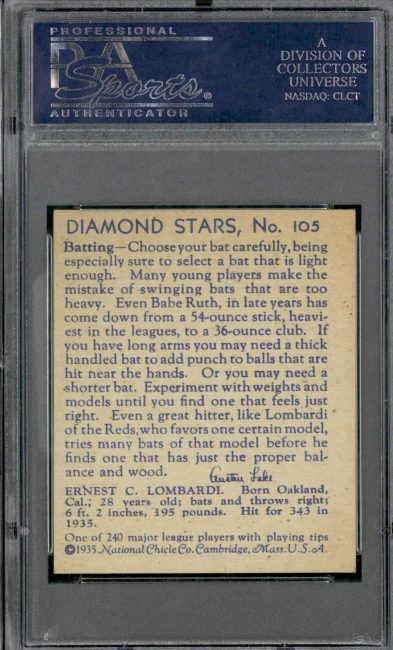 PROFESSIONAL
PSA
Sports®
AUTHENTICATOR
A
DIVISION OF
COLLECTORS
UNIVERSE
NASDAQ: CLCT
DIAMOND STARS, No. 105
Batting—Choose your bat carefully, being
especially sure to select a bat that is light
enough. Many young players make the
mistake of swinging bats that are too
heavy. Even Babe Ruth, in late years has
come down from a 54-ounce stick, heavi-
est in the leagues, to a 36-ounce club. If
you have long arms you may need a thick
handled bat to add punch to balls that are
hit near the hands. Or you may need a
shorter bat. Experiment with weights and
models until you find one that feels just
right. Even a great hitter, like Lombardi
of the Reds, who favors one certain model,
tries many bats of that model before he
finds one that has just the proper bal-
ance and wood. Austen Lake
ERNEST C. LOMBARDI. Born Oakland,
Cal.; 28 years old; bats and throws right;
6 ft. 2 inches, 195 pounds. Hit for 343 in
1935.
One of 240 major league players with playing tips
©1935 National Chicle Co. Cambridge, Mass. U.S.A.